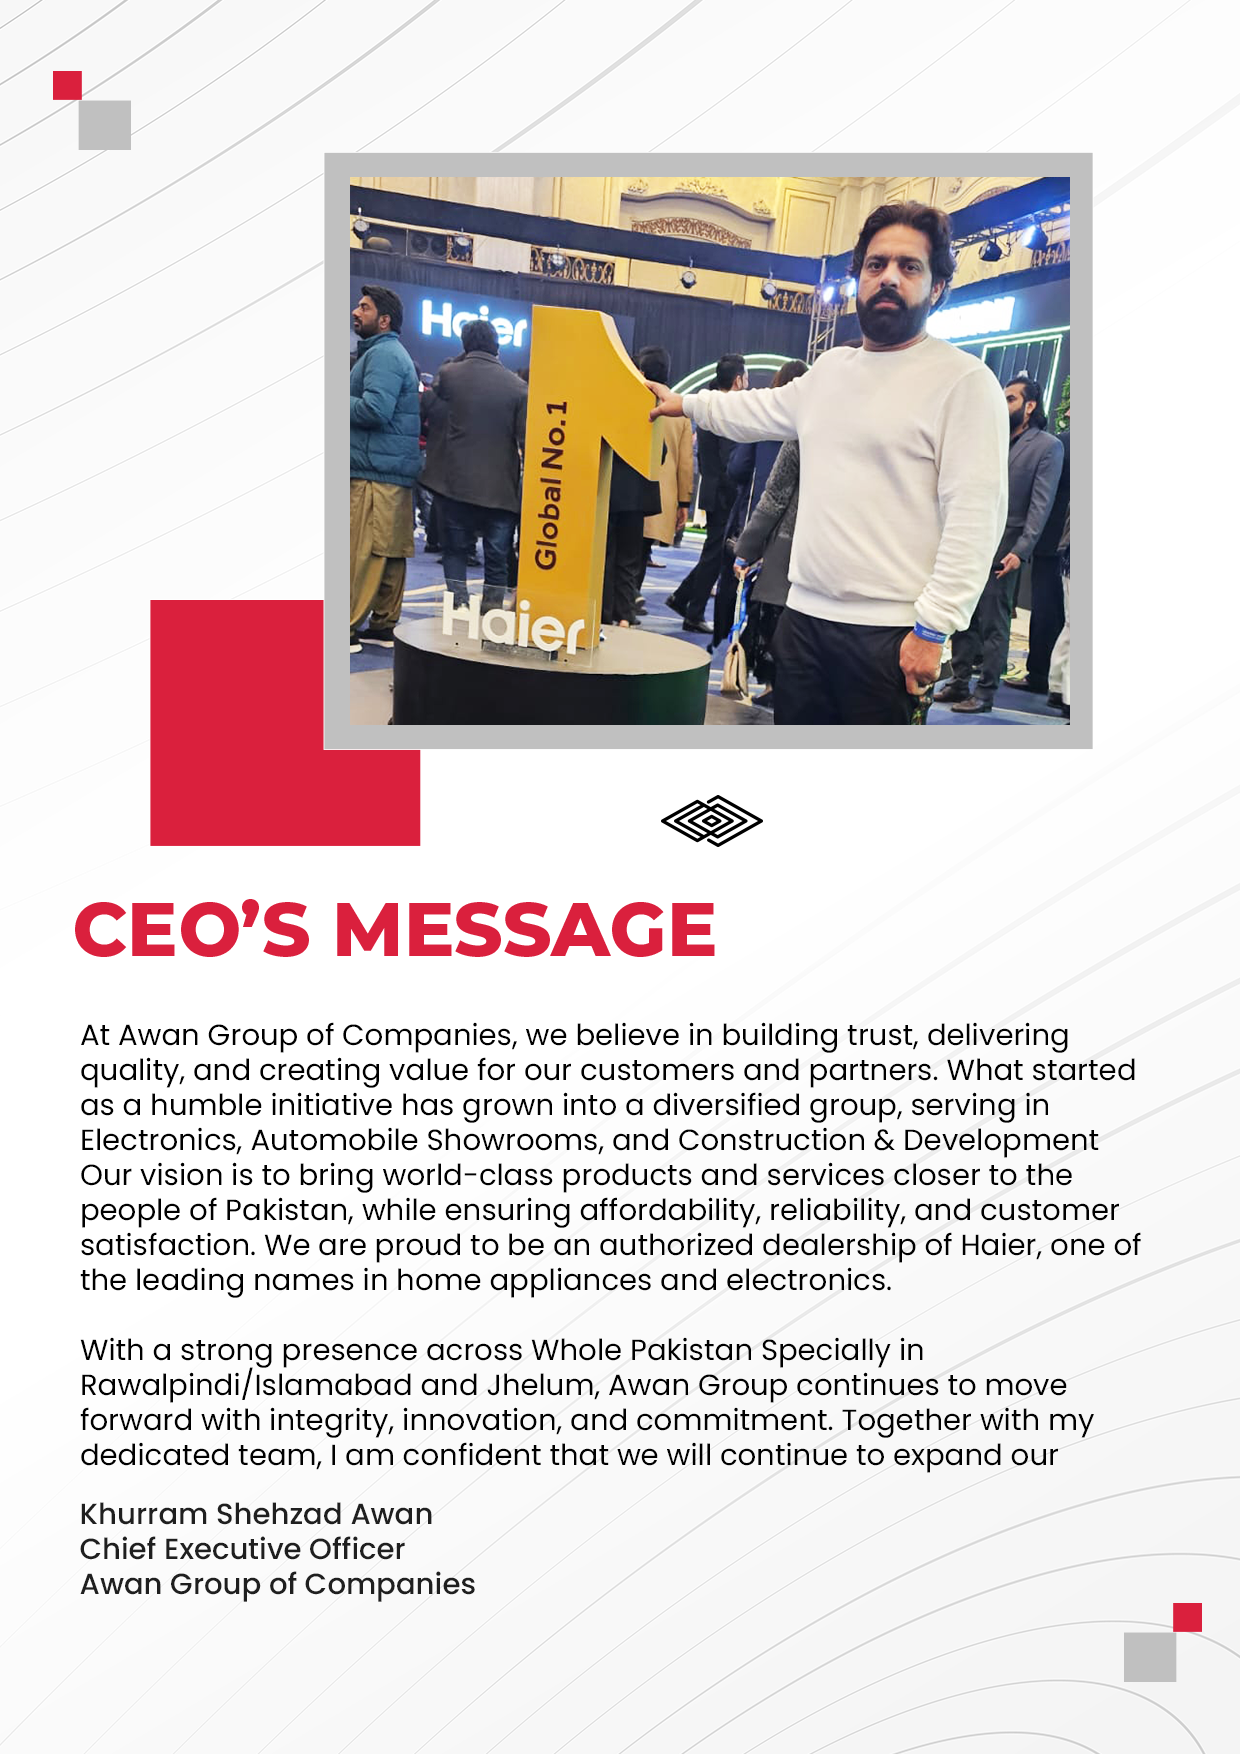 Haier
Global No.1
Haier
CEO’S MESSAGE
At Awan Group of Companies, we believe in building trust, delivering
quality, and creating value for our customers and partners. What started
as a humble initiative has grown into a diversified group, serving in
Electronics, Automobile Showrooms, and Construction & Development
Our vision is to bring world-class products and services closer to the
people of Pakistan, while ensuring affordability, reliability, and customer
satisfaction. We are proud to be an authorized dealership of Haier, one of
the leading names in home appliances and electronics.
With a strong presence across Whole Pakistan Specially in
Rawalpindi/Islamabad and Jhelum, Awan Group continues to move
forward with integrity, innovation, and commitment. Together with my
dedicated team, I am confident that we will continue to expand our
Khurram Shehzad Awan
Chief Executive Officer
Awan Group of Companies